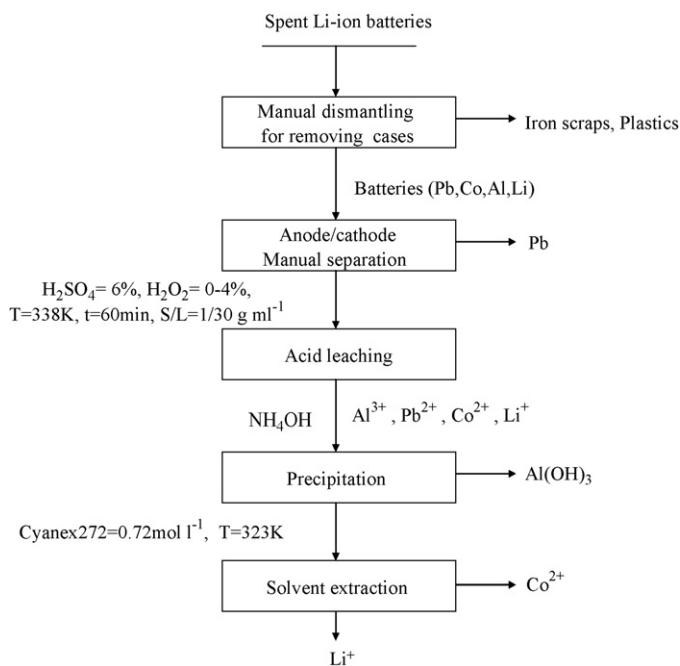 Spent Li-ion batteries
Manual dismantling
for removing cases
Iron scraps, Plastics
Batteries (Pb,Co,Al,Li)
Anode/cathode
Manual separation
Pb
H₂SO₄= 6%, H₂O₂= 0-4%,
T=338K, t=60min, S/L=1/30 g ml⁻¹
Acid leaching
NH₄OH
Al³⁺ , Pb²⁺ , Co²⁺ , Li⁺
Precipitation
Al(OH)₃
Cyanex272=0.72mol l⁻¹, T=323K
Solvent extraction
Co²⁺
Li⁺